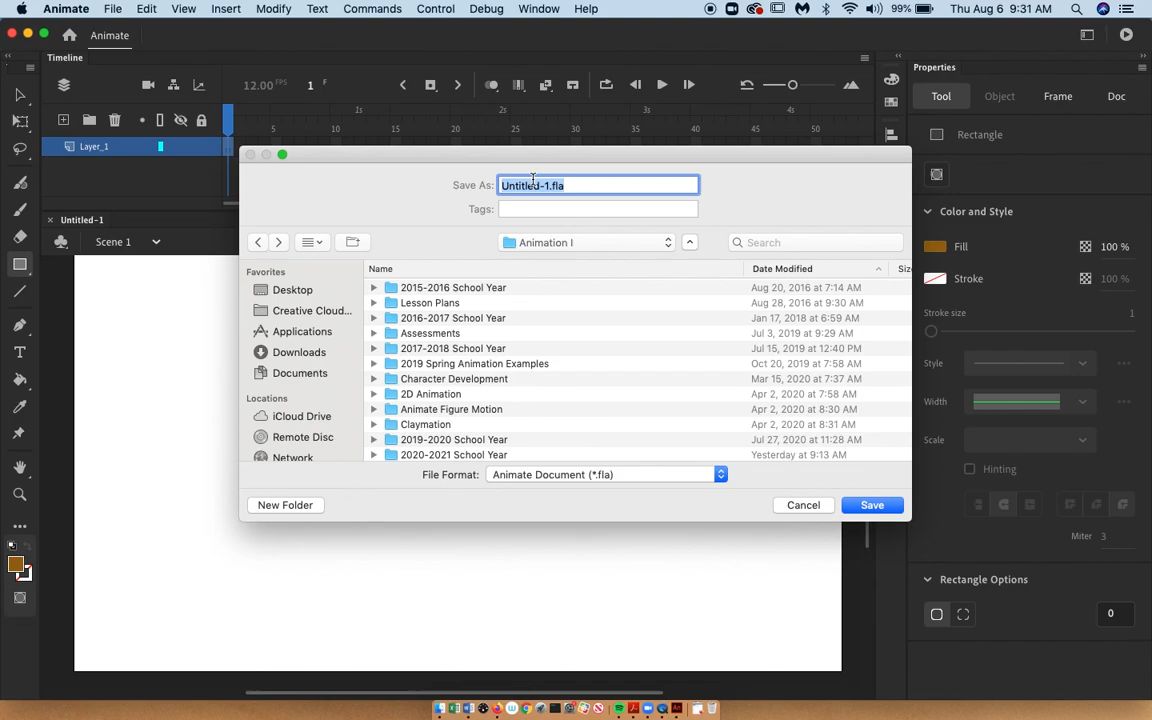 Animate File Edit View Insert Modify Text Commands Control Debug Window Help 99% Thu Aug 6 9:31 AM
Animate
Timeline
Properties
12.00 FPS 1 F
Tool Object Frame Doc
1s 2s 3s 4s
5 10 15 20 25 30 35 40 45 50
Rectangle
Layer_1
Save As: Untitled-1.fla
Tags:
Untitled-1
Scene 1
Animation I
Search
Color and Style
Fill 100 %
Stroke 100 %
Stroke size 1
Style
Width
Scale
Hinting
Miter 3
Rectangle Options
0
Favorites
Desktop
Creative Cloud...
Applications
Downloads
Documents
Locations
iCloud Drive
Remote Disc
Network
Name Date Modified Siz
2015-2016 School Year Aug 20, 2016 at 7:14 AM
Lesson Plans Aug 28, 2016 at 9:30 AM
2016-2017 School Year Jan 17, 2018 at 6:59 AM
Assessments Jul 3, 2019 at 9:29 AM
2017-2018 School Year Jul 15, 2019 at 12:40 PM
2019 Spring Animation Examples Oct 20, 2019 at 7:58 AM
Character Development Mar 15, 2020 at 7:37 AM
2D Animation Apr 2, 2020 at 7:58 AM
Animate Figure Motion Apr 2, 2020 at 8:30 AM
Claymation Apr 2, 2020 at 8:30 AM
2019-2020 School Year Jul 27, 2020 at 11:28 AM
2020-2021 School Year Yesterday at 9:13 AM
File Format: Animate Document (*.fla)
New Folder Cancel Save